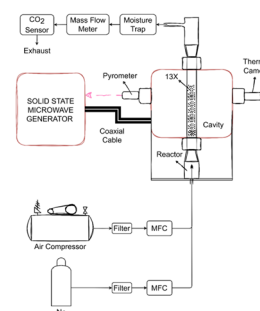 CO2 Sensor
Mass Flow Meter
Moisture Trap
Exhaust
Pyrometer
13X
SOLID STATE MICROWAVE GENERATOR
Coaxial Cable
Cavity
Reactor
Filter
MFC
Air Compressor
Filter
MFC